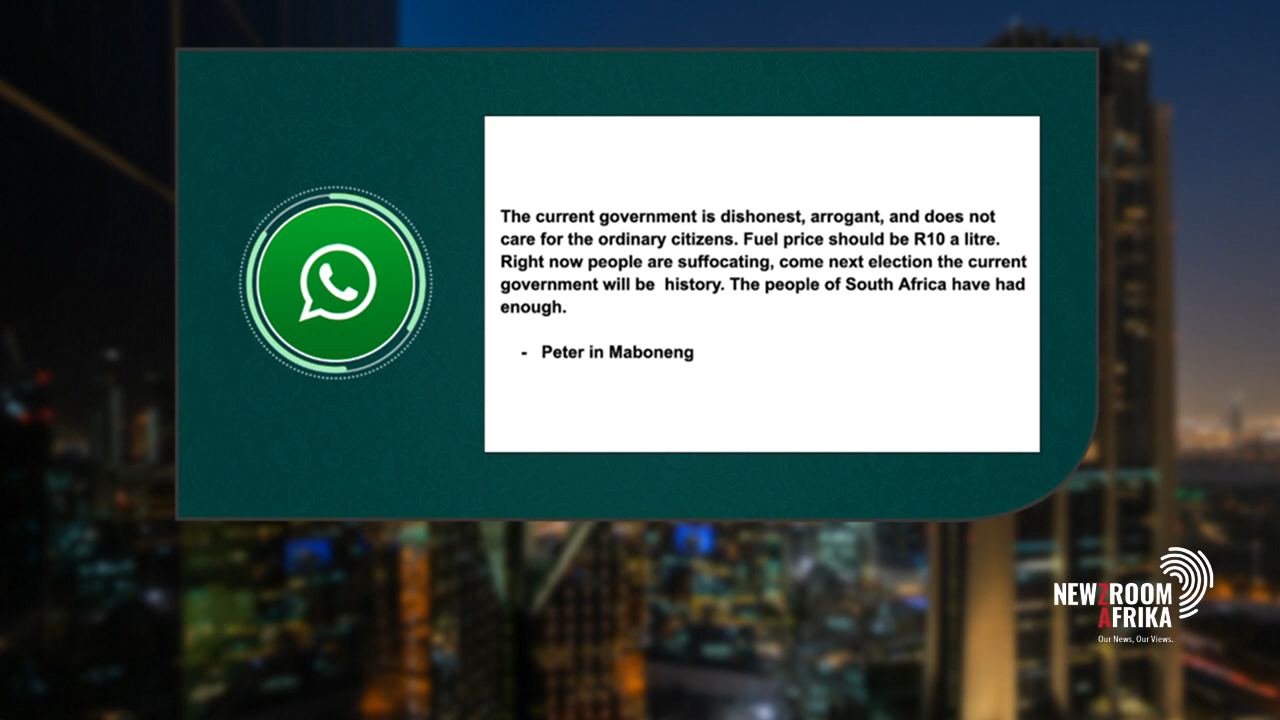 The current government is dishonest, arrogant, and does not
care for the ordinary citizens. Fuel price should be R10 a litre.
Right now people are suffocating, come next election the current
government will be  history. The people of South Africa have had
enough.
- Peter in Maboneng
NEWZROOM
AFRIKA
Our News, Our Views.